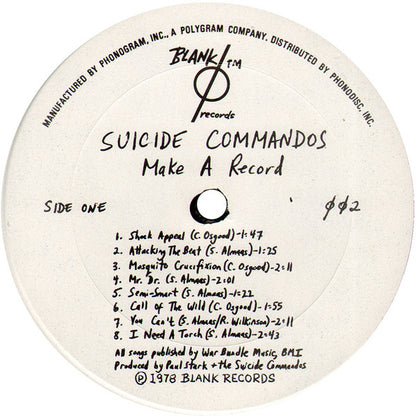 MANUFACTURED BY PHONOGRAM, INC., A POLYGRAM COMPANY. DISTRIBUTED BY PHONODISC, INC.
BLANK TM
records
SUICIDE COMMANDOS
Make A Record
SIDE ONE
ØØ2
1. Shock Appeal (C. Osgood)-1:47
2. Attacking The Beat (S. Almaas)-1:25
3. Mosquito Crucifixion (C. Osgood)-2:11
4. Mr. Dr. (S. Almaas)-2:01
5. Semi-Smart (S. Almaas)-1:22
6. Call of The Wild (C. Osgood)-1:55
7. You Can't (S. Almaas/R. Wilkinson)-2:11
8. I Need A Torch (S. Almaas)-2:43
All songs published by War Bundle Music, BMI
Produced by Paul Stark + the Suicide Commandos
℗ 1978 BLANK RECORDS